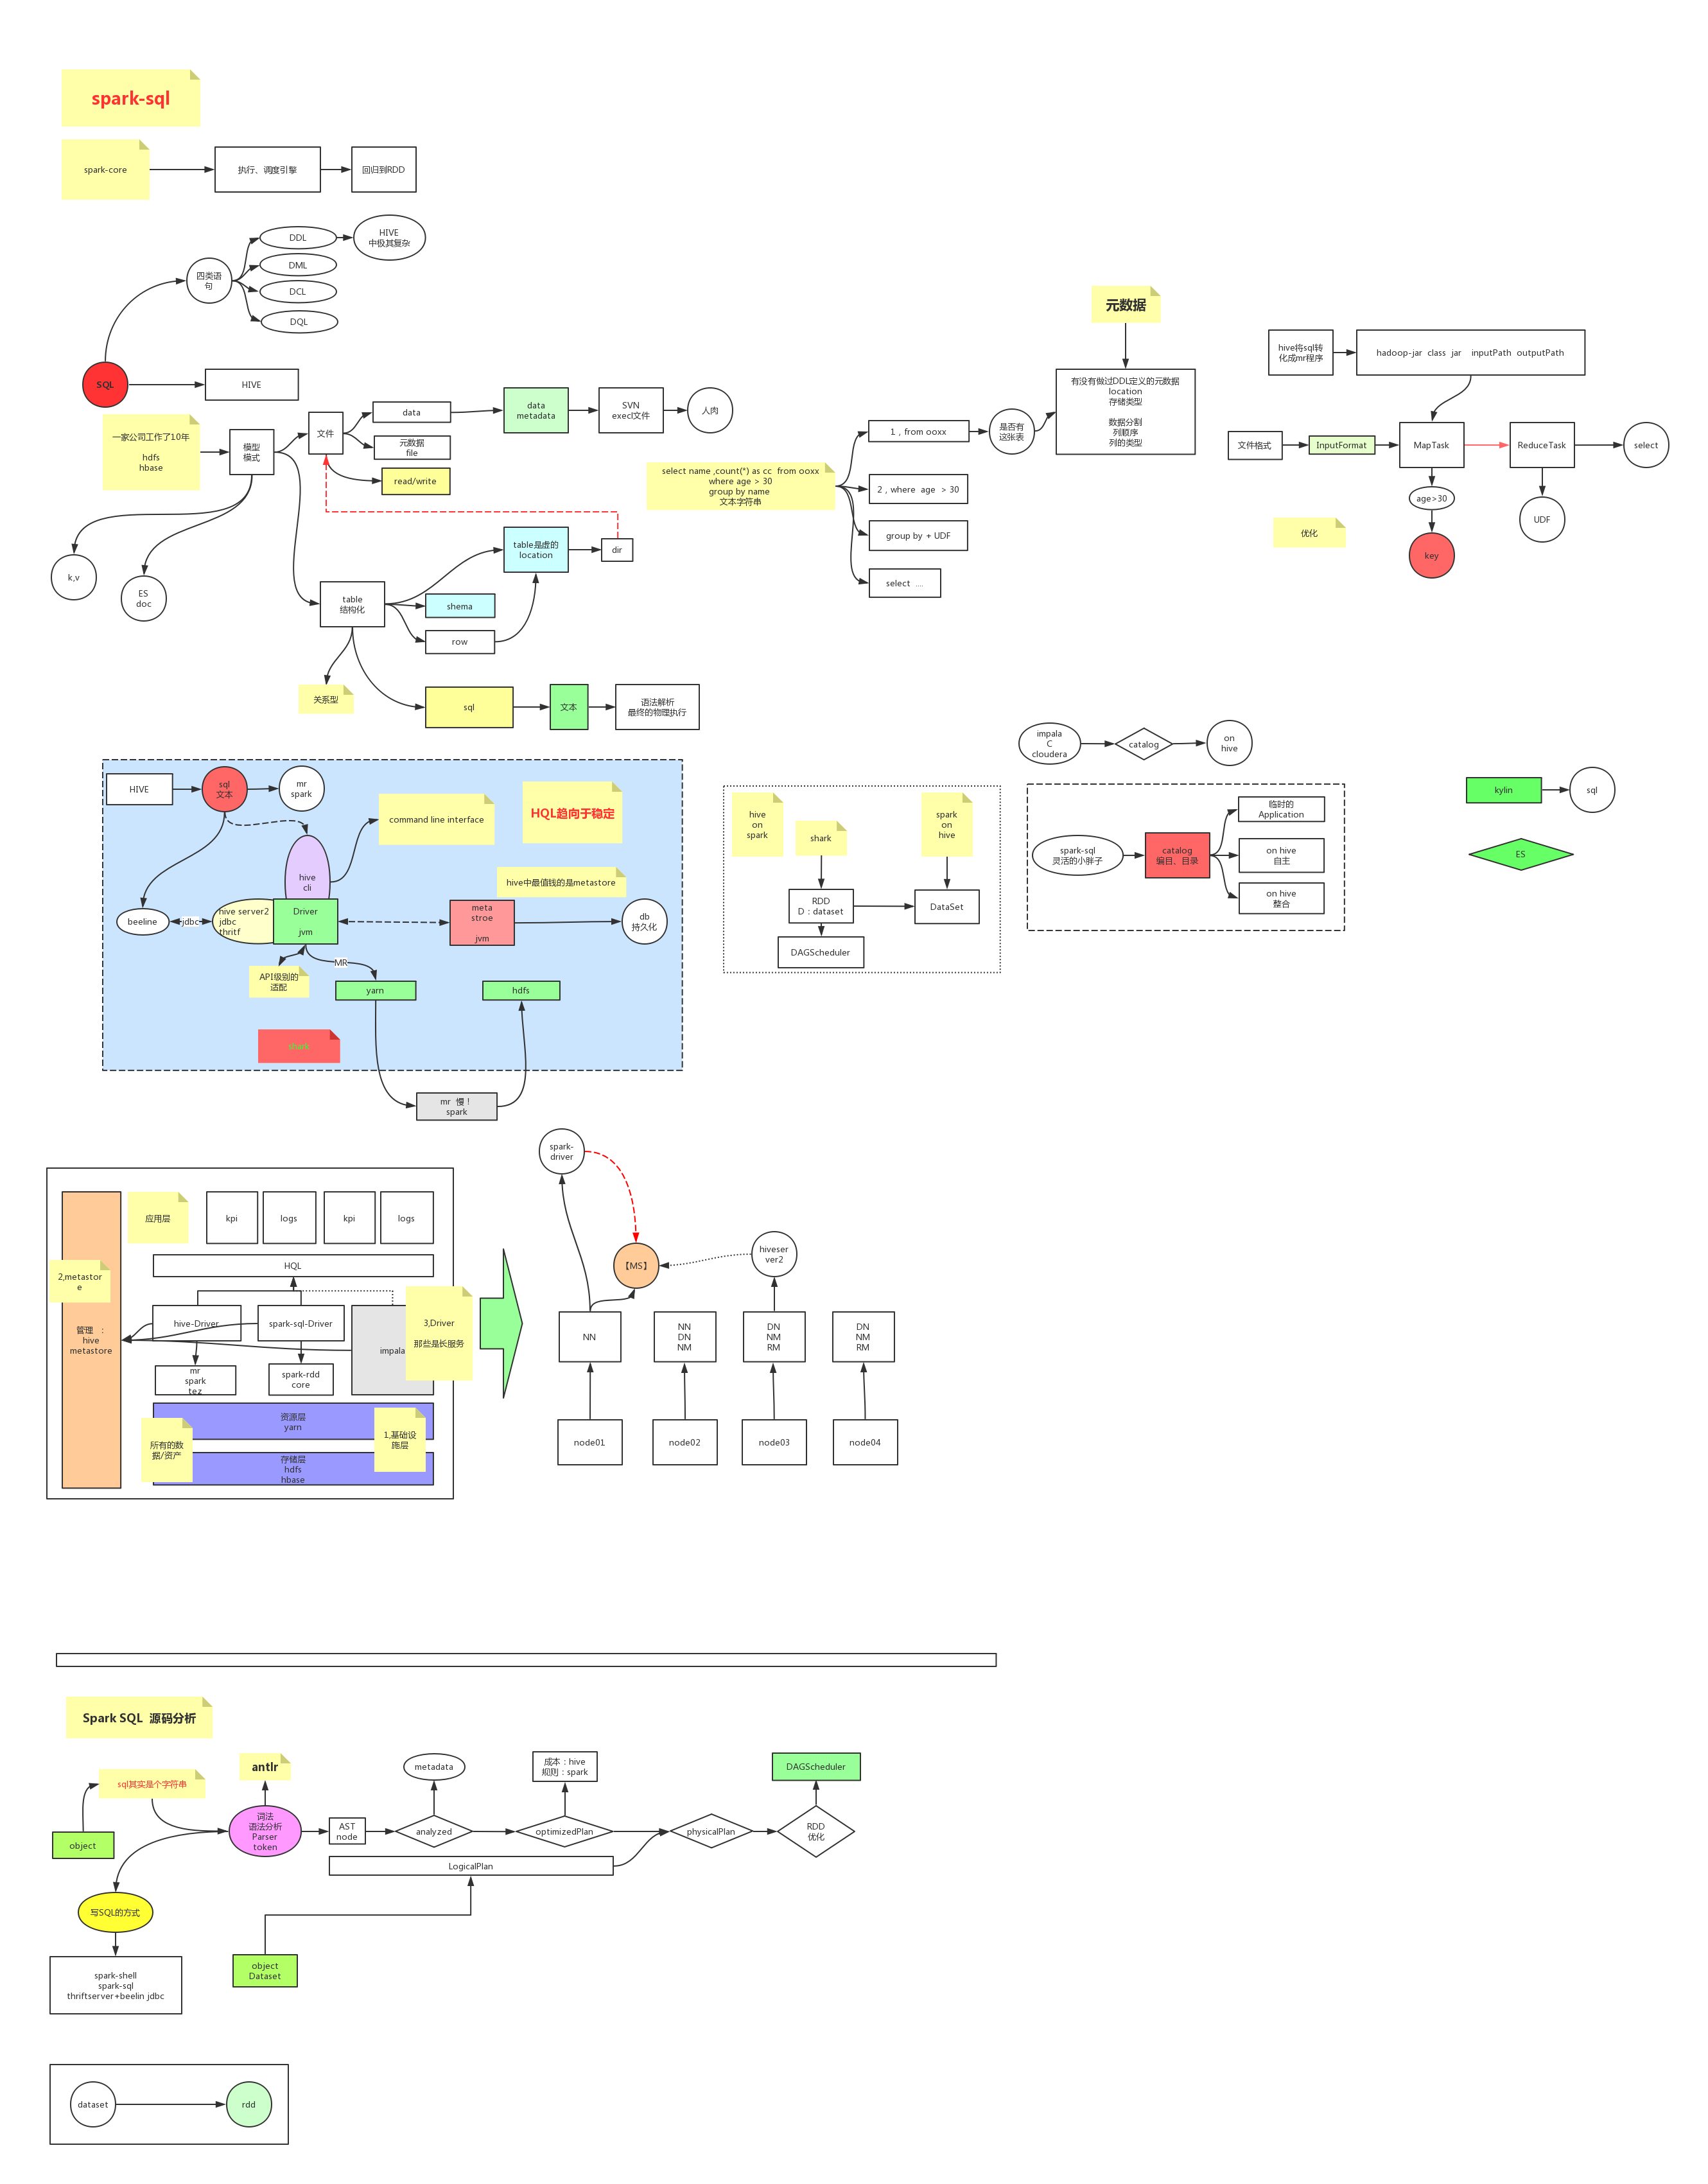 spark-sql
spark-core
执行、调度引擎
回归到RDD
四类语
句
DDL
DML
DCL
DQL
HIVE
中极其复杂
SQL
HIVE
一家公司工作了10年
hdfs
hbase
模型
模式
文件
data
元数据
file
read/write
data
metadata
SVN
execl文件
人肉
k,v
ES
doc
table
结构化
table是虚的
location
dir
shema
row
关系型
sql
文本
语法解析
最终的物理执行
select name ,count(*) as cc  from ooxx
where age > 30
group by name
文本字符串
1，from ooxx
2，where  age  > 30
group by + UDF
select  ....
是否有
这张表
元数据
有没有做过DDL定义的元数据
location
存储类型
数据分割
列顺序
列的类型
hive将sql转
化成mr程序
hadoop-jar  class  jar    inputPath  outputPath
文件格式
InputFormat
MapTask
ReduceTask
select
age>30
key
UDF
优化
HIVE
sql
文本
mr
spark
command line interface
HQL趋向于稳定
hive
cli
hive中最值钱的是metastore
beeline
jdbc
hive server2
jdbc
thritf
Driver
jvm
meta
stroe
jvm
db
持久化
API级别的
适配
MR
yarn
hdfs
shark
mr  慢！
spark
hive
on
spark
shark
spark
on
hive
RDD
D：dataset
DataSet
DAGScheduler
impala
C
cloudera
catalog
on
hive
spark-sql
灵活的小胖子
catalog
编目、目录
临时的
Application
on hive
自主
on hive
整合
kylin
sql
ES
应用层
kpi
logs
kpi
logs
2,metastor
e
HQL
管理   ：
hive
metastore
hive-Driver
spark-sql-Driver
impala
3,Driver
那些是长服务
mr
spark
tez
spark-rdd
core
资源层
yarn
所有的数
据/资产
1,基础设
施层
存储层
hdfs
hbase
spark-
driver
【MS】
hiveser
ver2
NN
NN
DN
NM
DN
NM
RM
DN
NM
RM
node01
node02
node03
node04
Spark SQL  源码分析
sql其实是个字符串
object
antlr
词法
语法分析
Parser
token
AST
node
metadata
analyzed
成本：hive
规则：spark
optimizedPlan
physicalPlan
DAGScheduler
RDD
优化
LogicalPlan
写SQL的方式
spark-shell
spark-sql
thriftserver+beelin jdbc
object
Dataset
dataset
rdd